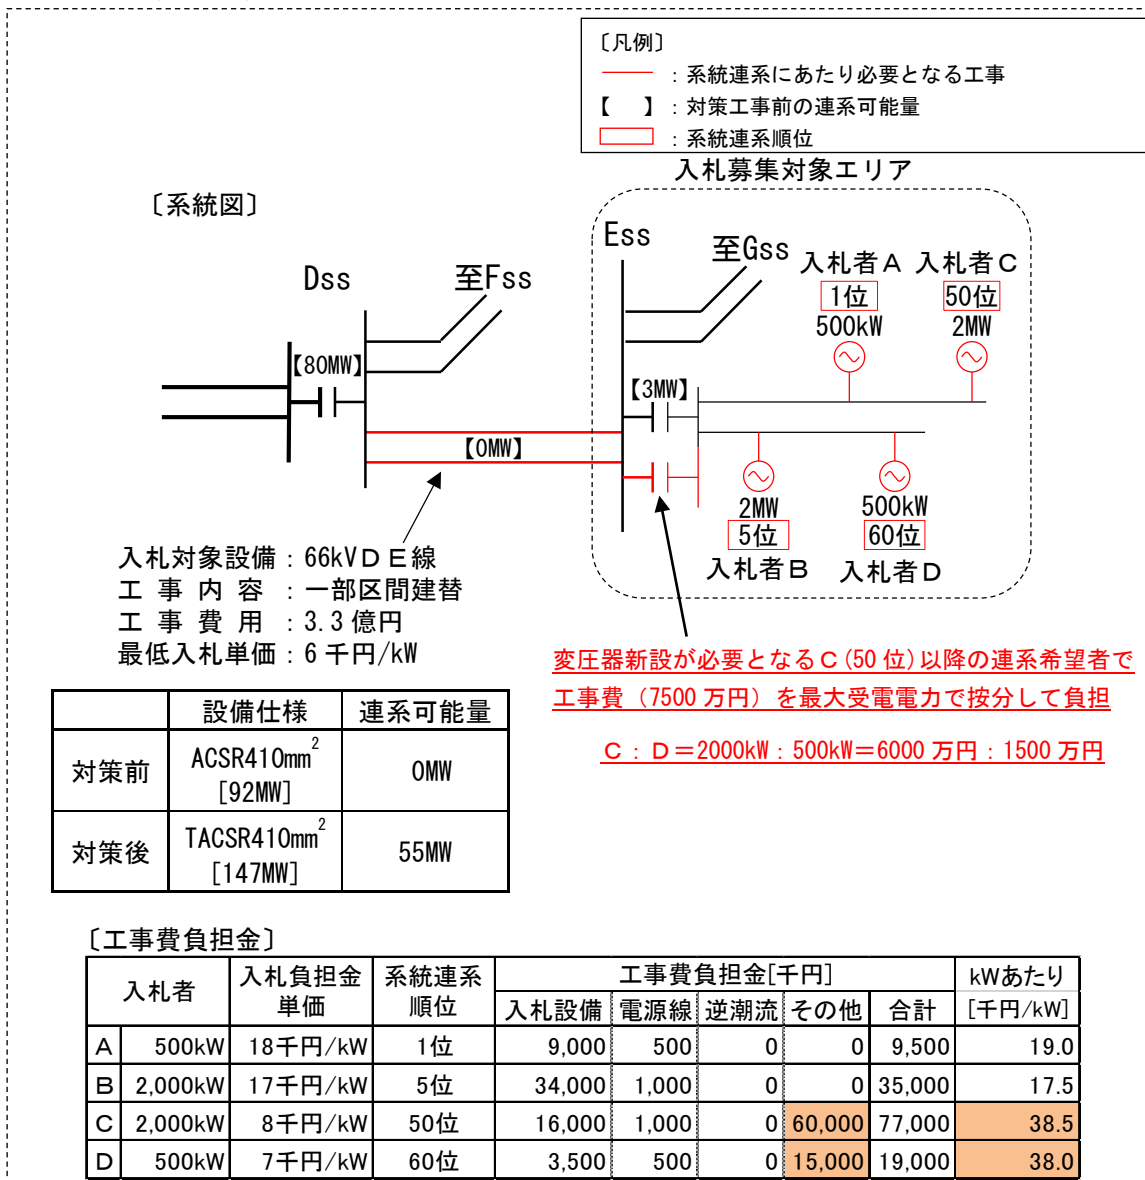 〔凡例〕
：系統連系にあたり必要となる工事
【　】：対策工事前の連系可能量
：系統連系順位
入札募集対象エリア
〔系統図〕
Ess
至Gss
入札者Ａ 入札者Ｃ
Dss
至Fss
1位
50位
500kW
2MW
【80MW】
【3MW】
【0MW】
2MW
500kW
5位
60位
入札者Ｂ
入札者Ｄ
入札対象設備：66kVＤＥ線
工事内容：一部区間建替
工事費用：3.3億円
最低入札単価：6千円/kW
変圧器新設が必要となるＣ(50位)以降の連系希望者で
工事費（7500万円）を最大受電電力で按分して負担
Ｃ：Ｄ＝2000kW：500kW＝6000万円：1500万円
設備仕様 連系可能量
対策前 ACSR410mm2 [92MW] 0MW
対策後 TACSR410mm2 [147MW] 55MW
〔工事費負担金〕
入札者 入札負担金単価 系統連系順位 工事費負担金[千円] kWあたり[千円/kW]
入札設備 電源線 逆潮流 その他 合計
Ａ 500kW 18千円/kW 1位 9,000 500 0 0 9,500 19.0
Ｂ 2,000kW 17千円/kW 5位 34,000 1,000 0 0 35,000 17.5
Ｃ 2,000kW 8千円/kW 50位 16,000 1,000 0 60,000 77,000 38.5
Ｄ 500kW 7千円/kW 60位 3,500 500 0 15,000 19,000 38.0